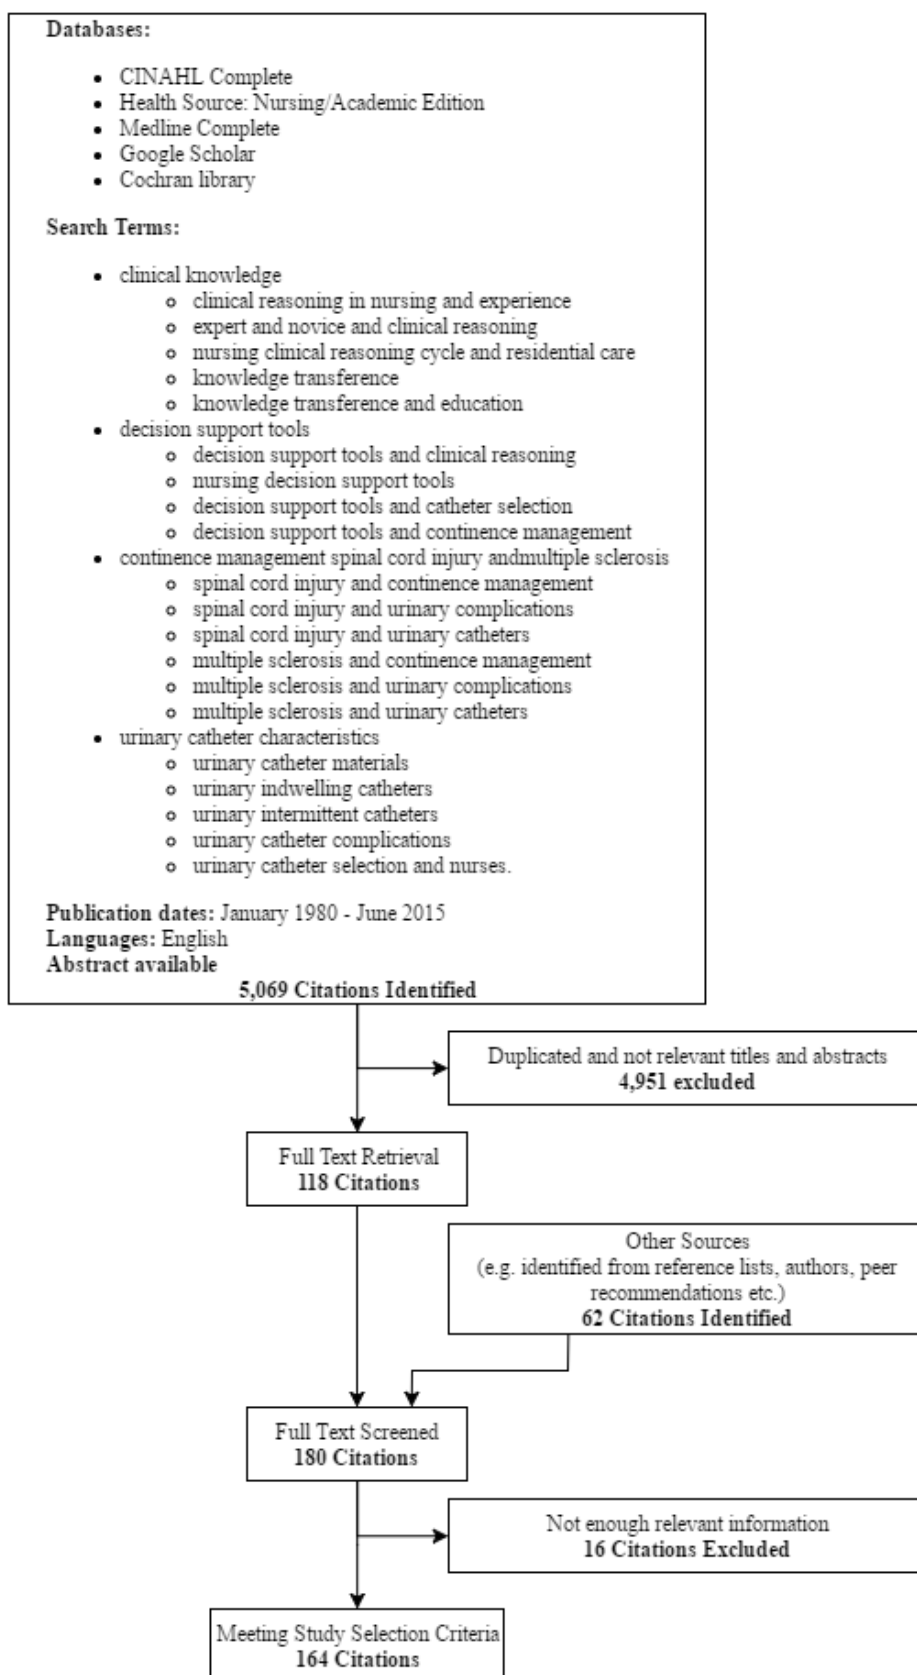 Databases:
• CINAHL Complete
• Health Source: Nursing/Academic Edition
• Medline Complete
• Google Scholar
• Cochran library
Search Terms:
• clinical knowledge
o clinical reasoning in nursing and experience
o expert and novice and clinical reasoning
o nursing clinical reasoning cycle and residential care
o knowledge transference
o knowledge transference and education
• decision support tools
o decision support tools and clinical reasoning
o nursing decision support tools
o decision support tools and catheter selection
o decision support tools and continence management
• continence management spinal cord injury andmultiple sclerosis
o spinal cord injury and continence management
o spinal cord injury and urinary complications
o spinal cord injury and urinary catheters
o multiple sclerosis and continence management
o multiple sclerosis and urinary complications
o multiple sclerosis and urinary catheters
• urinary catheter characteristics
o urinary catheter materials
o urinary indwelling catheters
o urinary intermittent catheters
o urinary catheter complications
o urinary catheter selection and nurses.
Publication dates: January 1980 - June 2015
Languages: English
Abstract available
5,069 Citations Identified
Duplicated and not relevant titles and abstracts
4,951 excluded
Full Text Retrieval
118 Citations
Other Sources
(e.g. identified from reference lists, authors, peer
recommendations etc.)
62 Citations Identified
Full Text Screened
180 Citations
Not enough relevant information
16 Citations Excluded
Meeting Study Selection Criteria
164 Citations